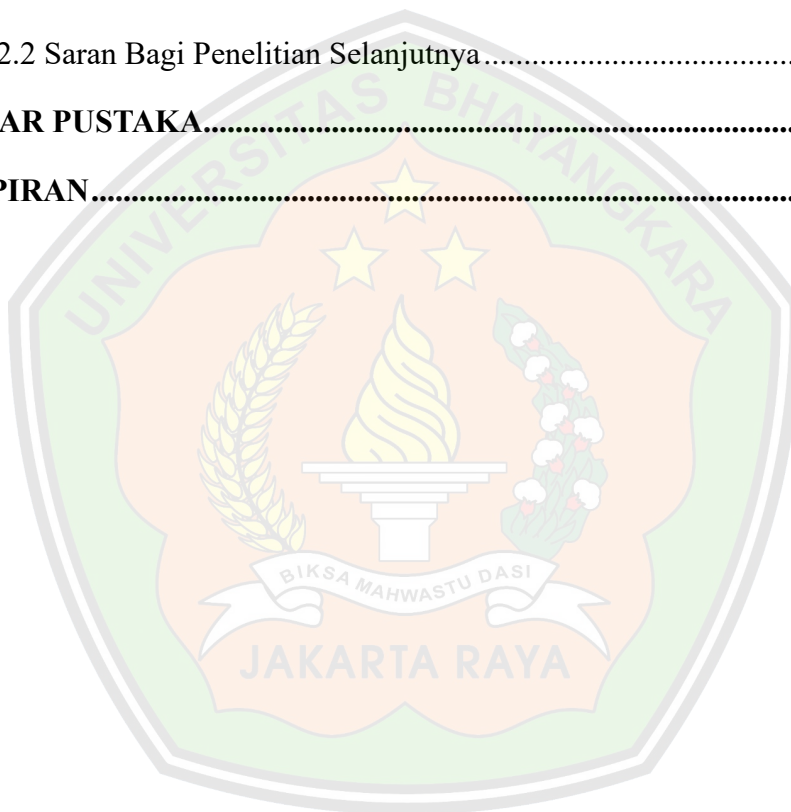 2.2 Saran Bagi Penelitian Selanjutnya........................................
AR PUSTAKA...........................................................................
PIRAN.........................................................................................
UNIVERSITAS BHAYANGKARA
BIKSA MAHWASTU DASI
JAKARTA RAYA